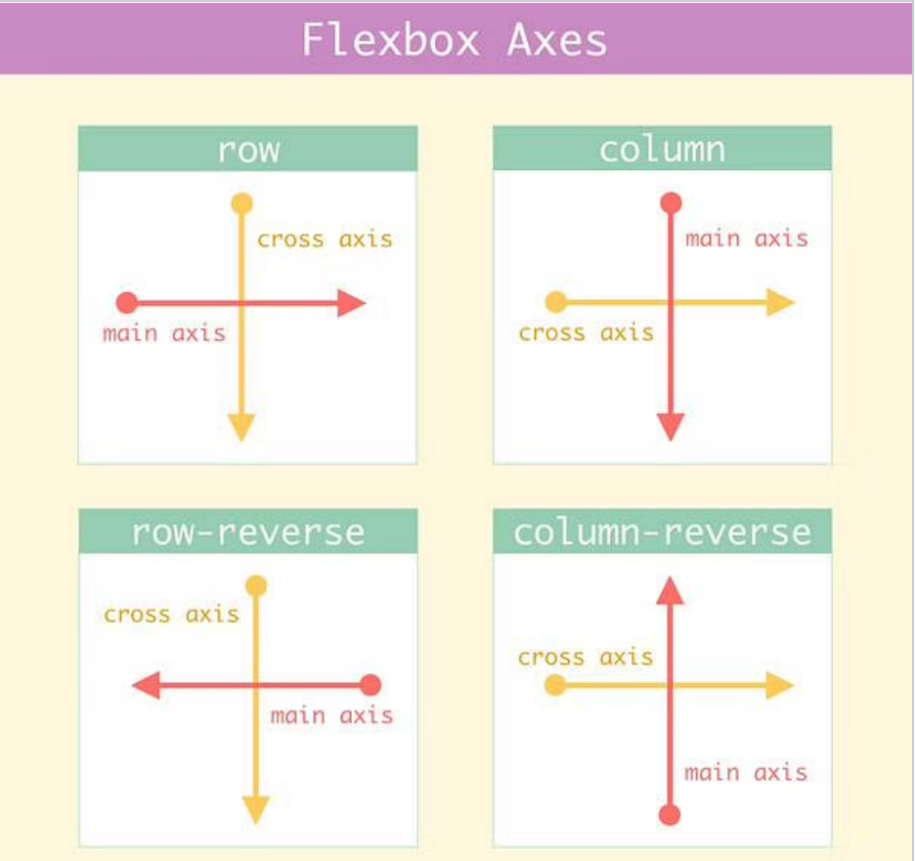 Flexbox Axes
row
cross axis
main axis
column
main axis
cross axis
row-reverse
cross axis
main axis
column-reverse
cross axis
main axis